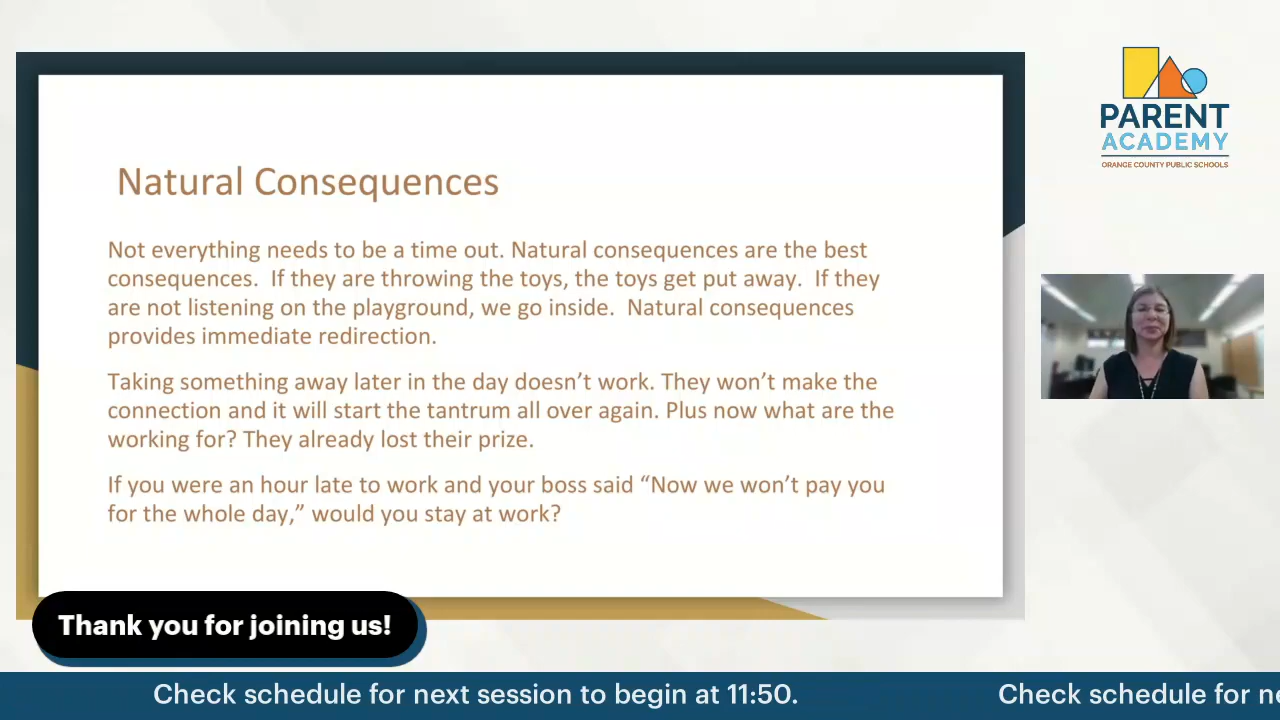 PARENT
ACADEMY
ORANGE COUNTY PUBLIC SCHOOLS
Natural Consequences
Not everything needs to be a time out. Natural consequences are the best
consequences.  If they are throwing the toys, the toys get put away.  If they
are not listening on the playground, we go inside.  Natural consequences
provides immediate redirection.
Taking something away later in the day doesn’t work. They won’t make the
connection and it will start the tantrum all over again. Plus now what are the
working for? They already lost their prize.
If you were an hour late to work and your boss said “Now we won’t pay you
for the whole day,” would you stay at work?
Thank you for joining us!
Check schedule for next session to begin at 11:50. Check schedule for ne